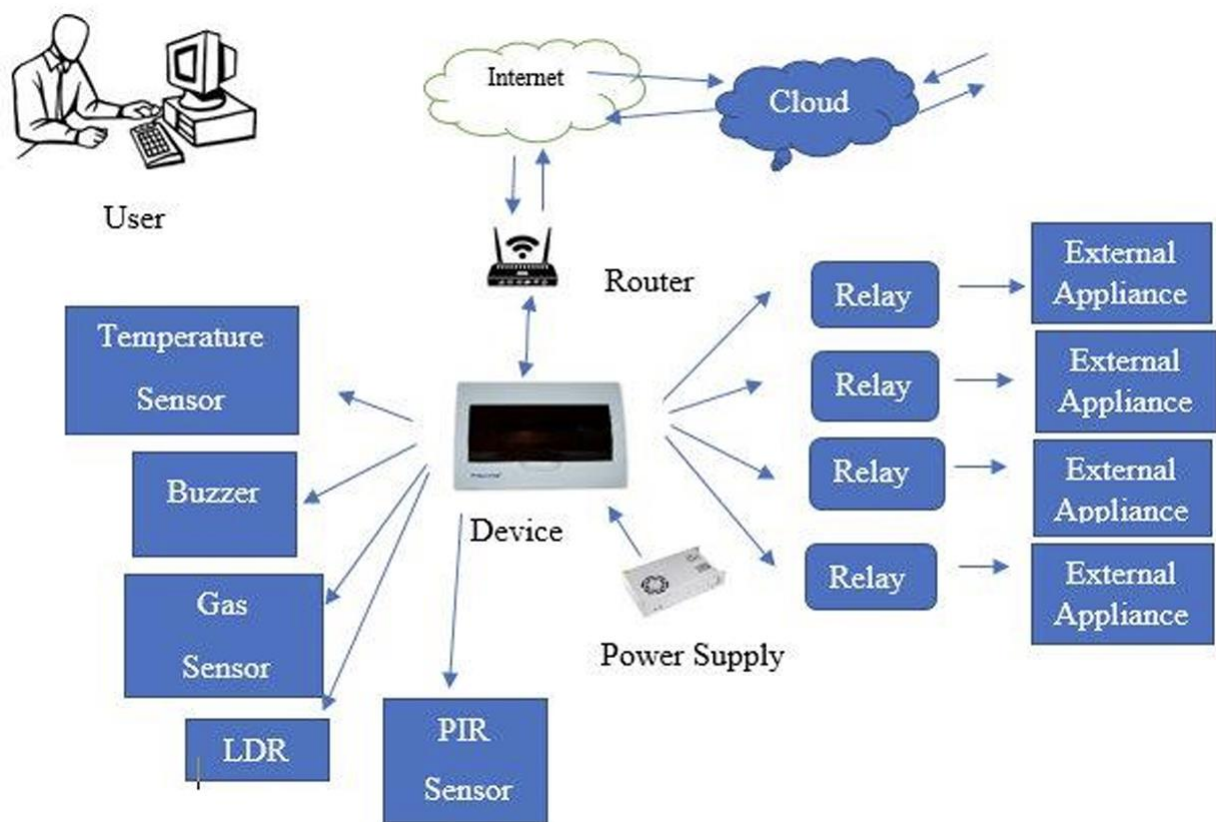 Internet
Cloud
User
Router
Temperature
Sensor
Buzzer
Gas
Sensor
LDR
PIR
Sensor
Device
Power Supply
Relay
External
Appliance
Relay
External
Appliance
Relay
External
Appliance
Relay
External
Appliance